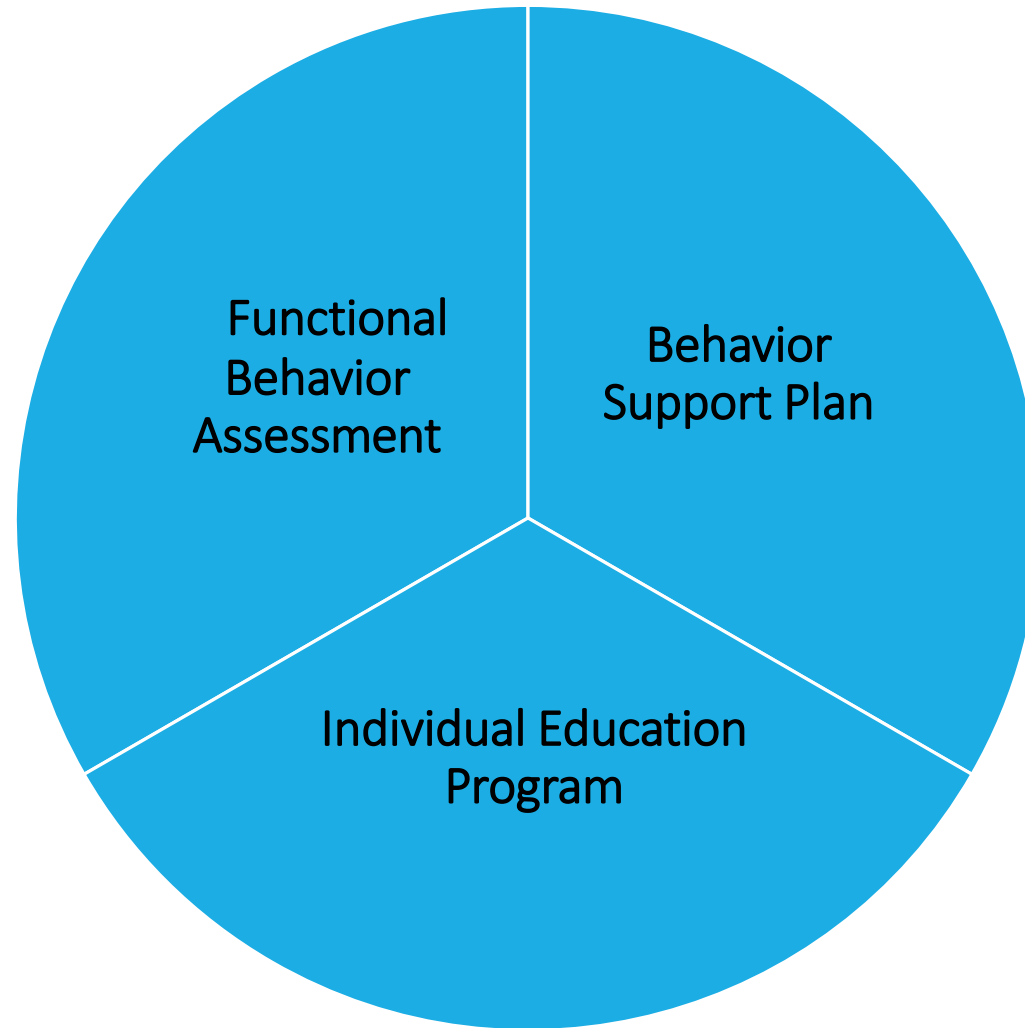 Functional
Behavior
Assessment
Behavior
Support Plan
Individual Education
Program